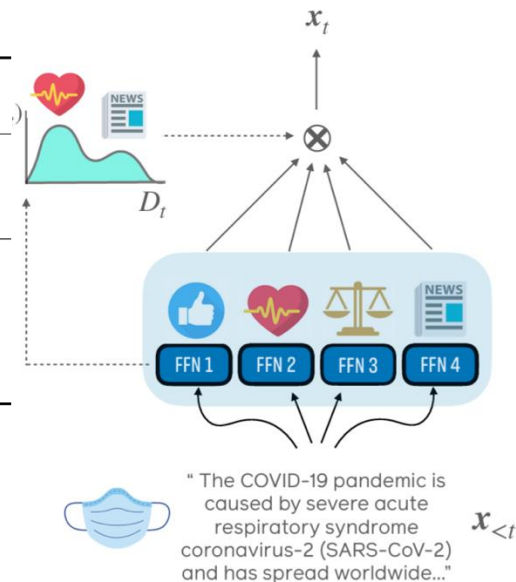 x_t
NEWS
)
D_t
NEWS
FFN 1 FFN 2 FFN 3 FFN 4
" The COVID-19 pandemic is
caused by severe acute
respiratory syndrome
coronavirus-2 (SARS-CoV-2)
and has spread worldwide..."
x_{<t}